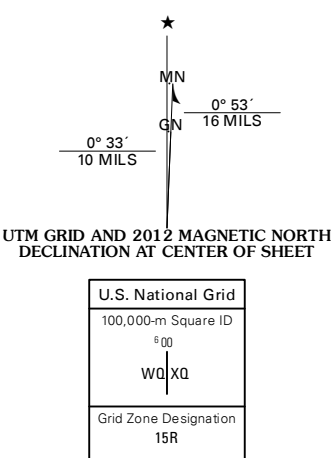 ★
MN
0° 53´
16 MILS
GN
0° 33´
10 MILS
UTM GRID AND 2012 MAGNETIC NORTH
DECLINATION AT CENTER OF SHEET
U.S. National Grid
100,000-m Square ID
⁶00
WQ XQ
Grid Zone Designation
15R